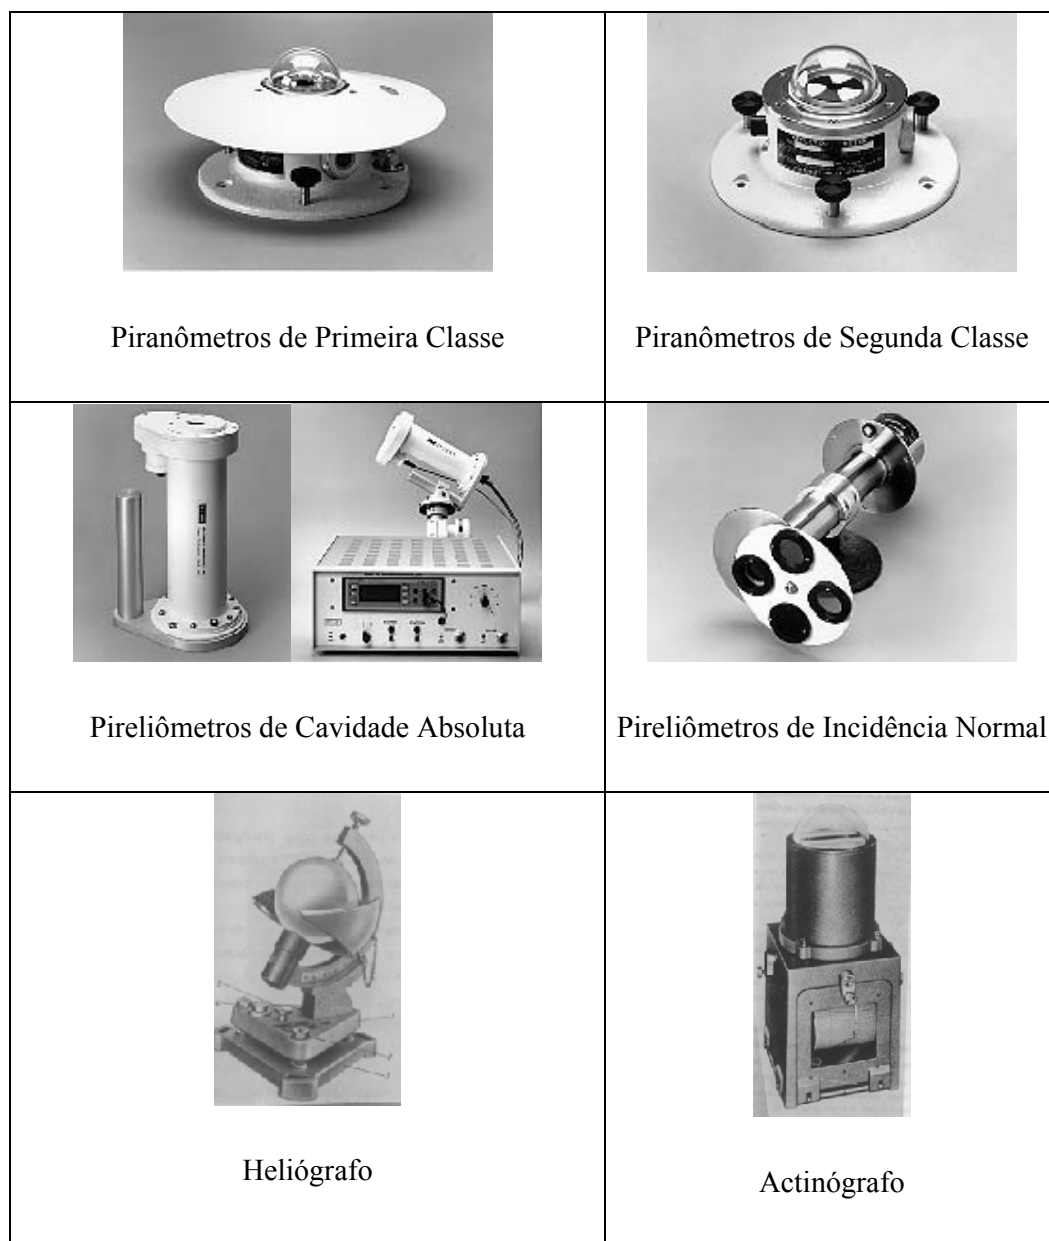 Piranômetros de Primeira Classe
Piranômetros de Segunda Classe
Pireliômetros de Cavidade Absoluta
Pireliômetros de Incidência Normal
Heliógrafo
Actinógrafo